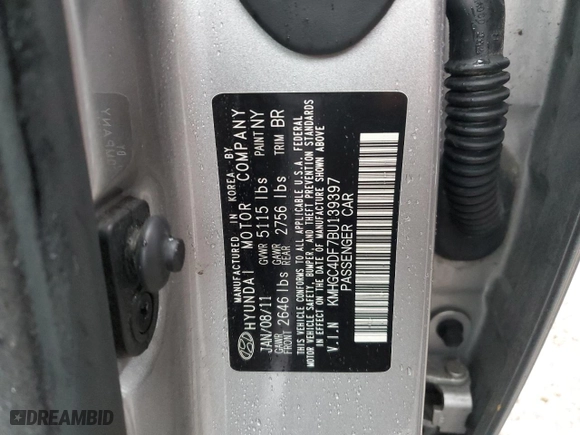 MANUFACTURED IN KOREA BY
HYUNDAI MOTOR COMPANY
JAN/08/11 GVWR 5115 lbs PAINT NY
GAWR FRONT 2646 lbs GAWR REAR 2756 lbs TRIM BR
THIS VEHICLE CONFORMS TO ALL APPLICABLE U.S.A. FEDERAL
MOTOR VEHICLE SAFETY, BUMPER, AND THEFT PREVENTION STANDARDS
IN EFFECT ON THE DATE OF MANUFACTURE SHOWN ABOVE
V.I.N KMHGC4DF7BU139397
PASSENGER CAR
DREAMBID